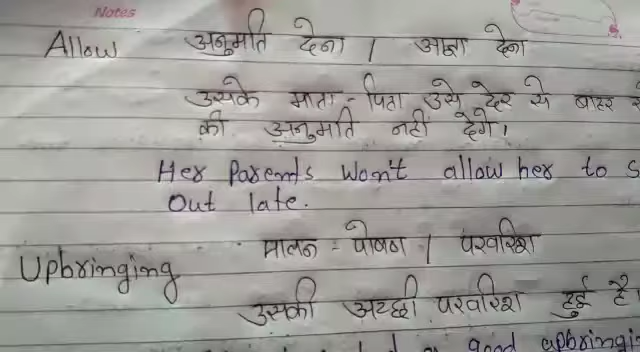 Notes
Allow अनुमति देना / आज्ञा देना
उसके माता - पिता उसे देर से बाहर
की अनुमति नहीं देंगे।
Her Parents Won't allow her to S
Out late.
Upbringing पालन - पोषण / परवरिश
उसकी अच्छी परवरिश हुई है।
good upbringi